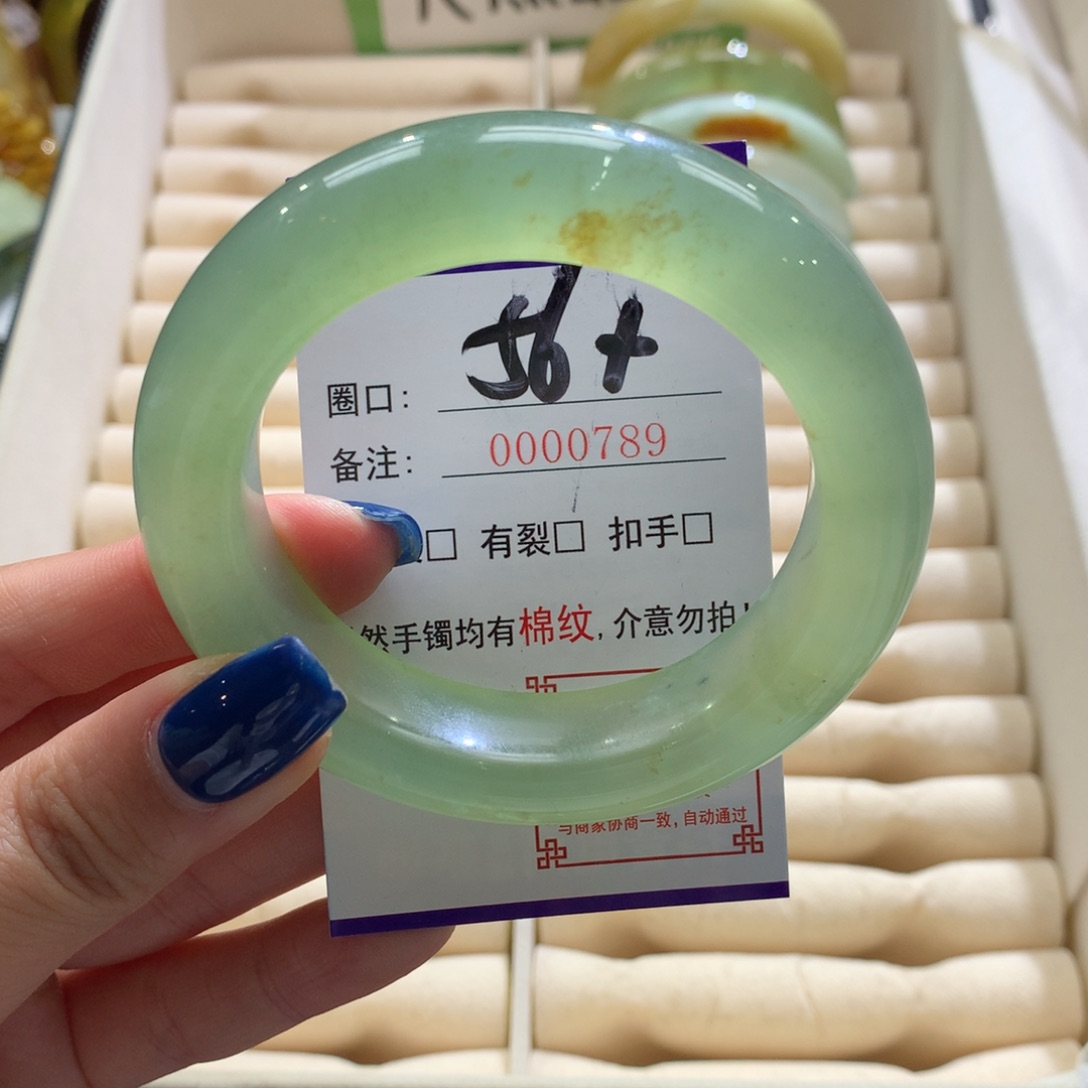 圈口: 56+
备注: 0000789
□ 有裂□ 扣手□
然手镯均有棉纹,介意勿拍!
与商家协商一致,自动通过